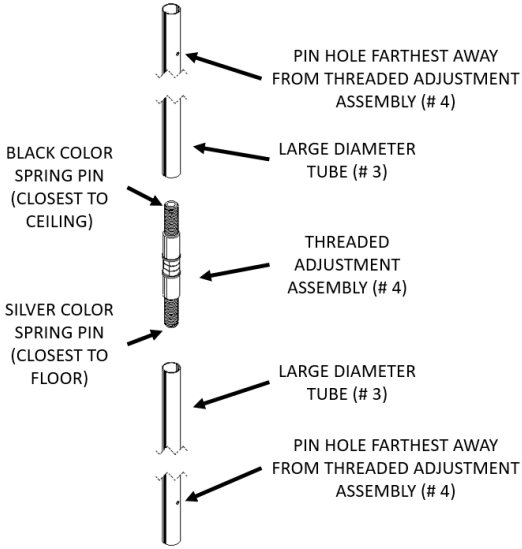 PIN HOLE FARTHEST AWAY
FROM THREADED ADJUSTMENT
ASSEMBLY (# 4)
LARGE DIAMETER
TUBE (# 3)
BLACK COLOR
SPRING PIN
(CLOSEST TO
CEILING)
THREADED
ADJUSTMENT
ASSEMBLY (# 4)
SILVER COLOR
SPRING PIN
(CLOSEST TO
FLOOR)
LARGE DIAMETER
TUBE (# 3)
PIN HOLE FARTHEST AWAY
FROM THREADED ADJUSTMENT
ASSEMBLY (# 4)